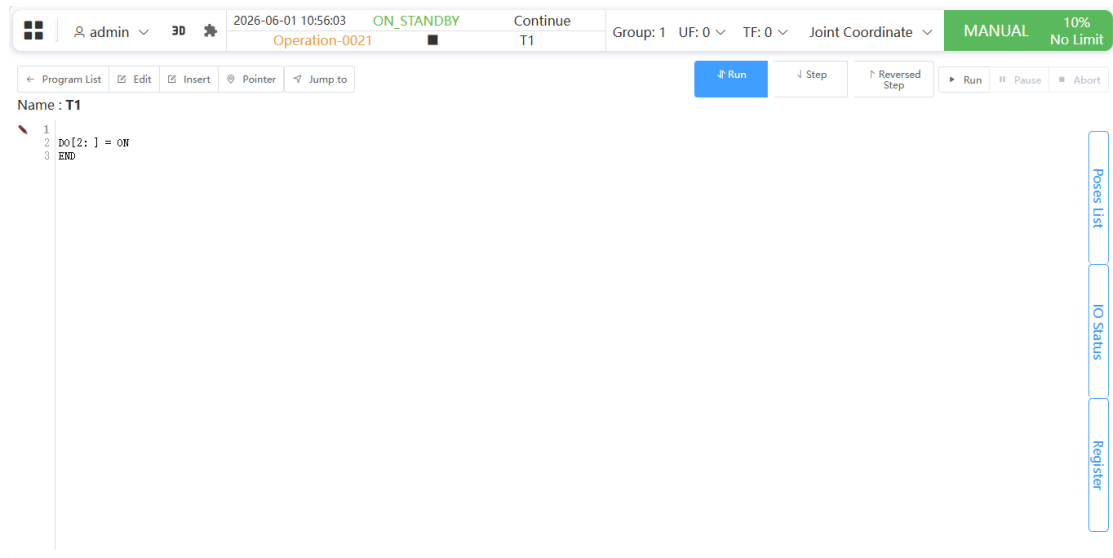 admin
3D
2026-06-01 10:56:03 ON_STANDBY
Operation-0021
Continue
T1
Group: 1 UF: 0 TF: 0 Joint Coordinate
MANUAL
10%
No Limit
Program List Edit Insert Pointer Jump to
Run Step Reversed
Step
Run Pause Abort
Name : T1
1
2 DO[2: ] = ON
3 END
Poses List
IO Status
Register